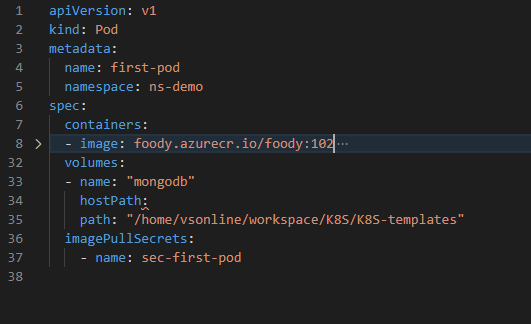 1 apiVersion: v1
2 kind: Pod
3 metadata:
4 name: first-pod
5 namespace: ns-demo
6 spec:
7 containers:
8 - image: foody.azurecr.io/foody:102⋯
32 volumes:
33 - name: "mongodb"
34 hostPath:
35 path: "/home/vsonline/workspace/K8S/K8S-templates"
36 imagePullSecrets:
37 - name: sec-first-pod
38